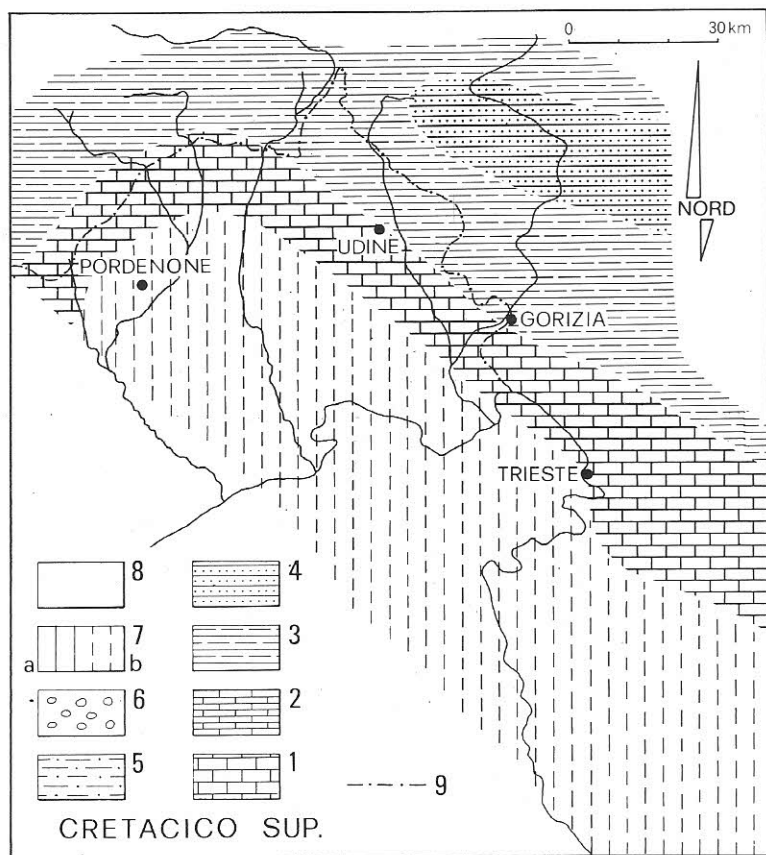 0 30 km
NORD
UDINE
PORDENONE
GORIZIA
TRIESTE
8 4
a 7 b 3
6 2
5 1 9
CRETACICO SUP.